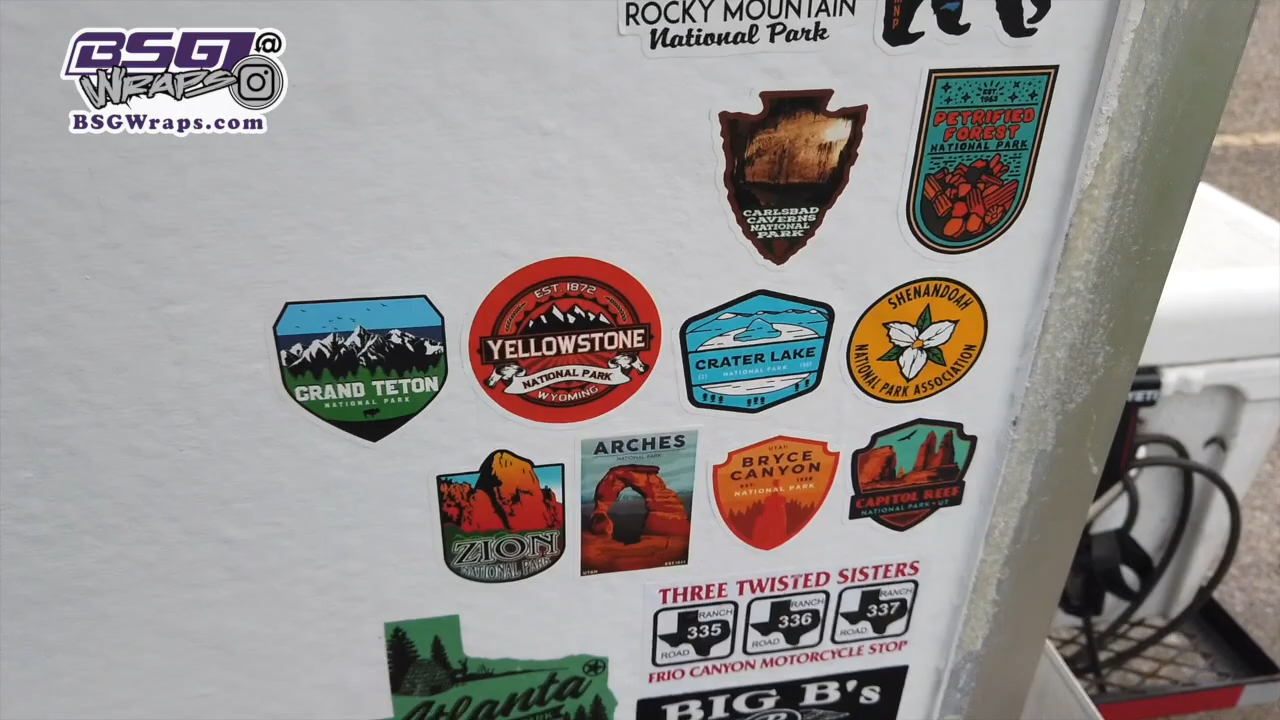 BSG @
WRAPS
BSGWraps.com
ROCKY MOUNTAIN
National Park
EST.
1962
PETRIFIED
FOREST
NATIONAL PARK
CARLSBAD
CAVERNS
NATIONAL
PARK
GRAND TETON
NATIONAL PARK
EST. 1872
YELLOWSTONE
NATIONAL PARK
WYOMING
CRATER LAKE
NATIONAL PARK
SHENANDOAH
NATIONAL PARK ASSOCIATION
ZION
NATIONAL PARK
ARCHES
NATIONAL PARK
UTAH
UTAH
BRYCE
CANYON
NATIONAL PARK
CAPITOL REEF
NATIONAL PARK • UT
THREE TWISTED SISTERS
RANCH
335
ROAD
RANCH
336
ROAD
RANCH
337
ROAD
FRIO CANYON MOTORCYCLE STOP
Atlanta
BIG B's